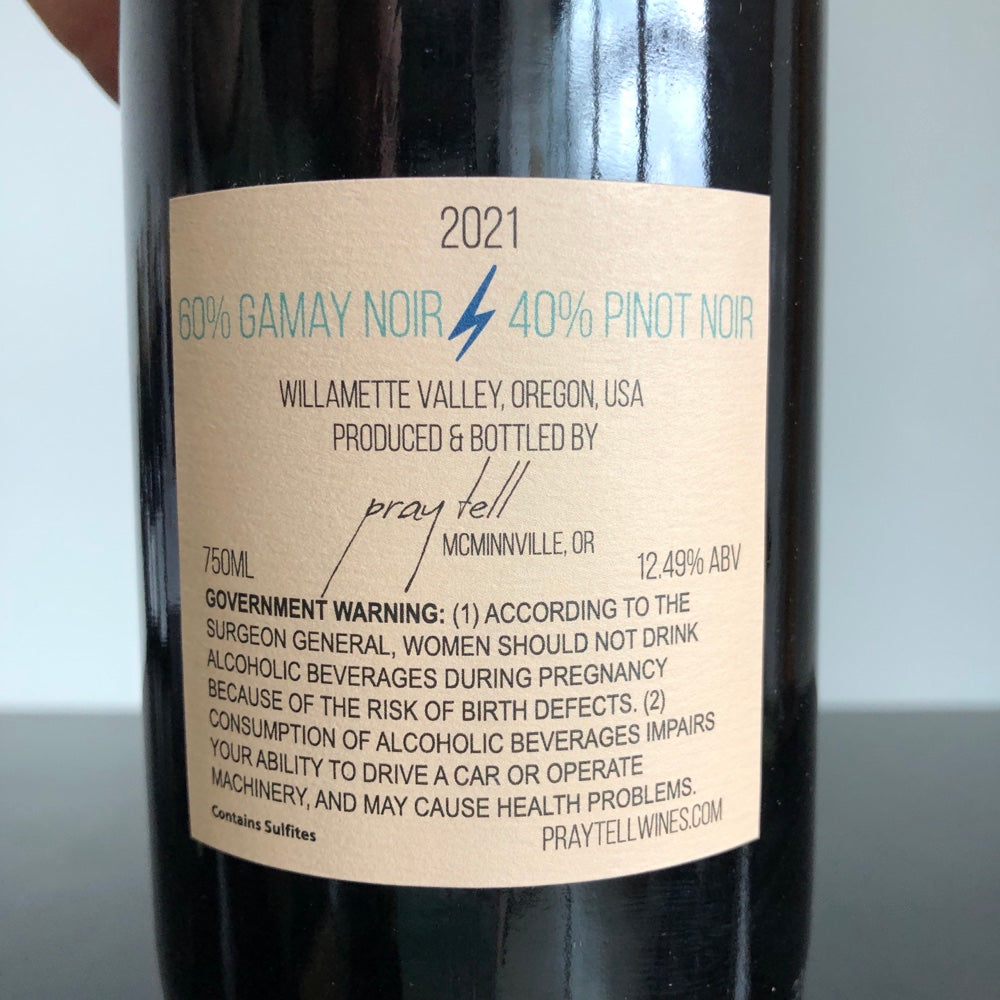 2021
60% GAMAY NOIR 40% PINOT NOIR
WILLAMETTE VALLEY, OREGON, USA
PRODUCED & BOTTLED BY
pray tell
MCMINNVILLE, OR
750ML 12.49% ABV
GOVERNMENT WARNING: (1) ACCORDING TO THE
SURGEON GENERAL, WOMEN SHOULD NOT DRINK
ALCOHOLIC BEVERAGES DURING PREGNANCY
BECAUSE OF THE RISK OF BIRTH DEFECTS. (2)
CONSUMPTION OF ALCOHOLIC BEVERAGES IMPAIRS
YOUR ABILITY TO DRIVE A CAR OR OPERATE
MACHINERY, AND MAY CAUSE HEALTH PROBLEMS.
Contains Sulfites PRAYTELLWINES.COM